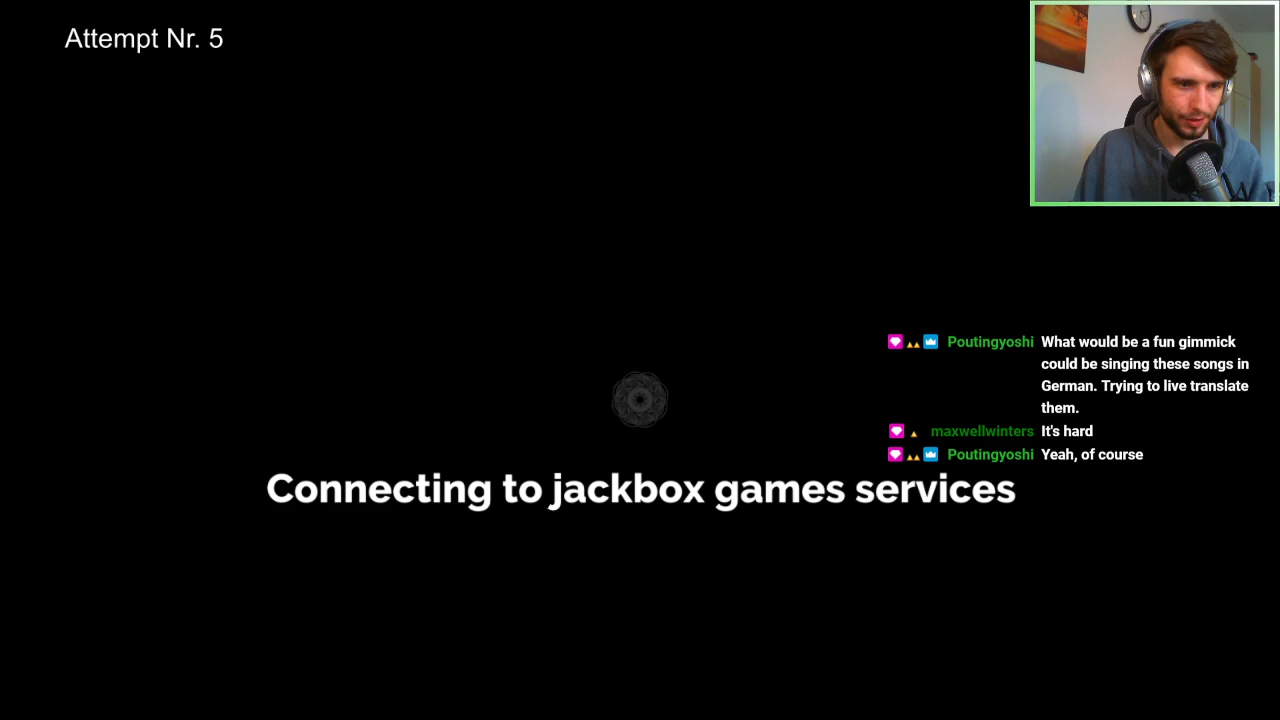 Attempt Nr. 5
Poutingyoshi What would be a fun gimmick
could be singing these songs in
German. Trying to live translate
them.
maxwellwinters It's hard
Poutingyoshi Yeah, of course
Connecting to jackbox games services